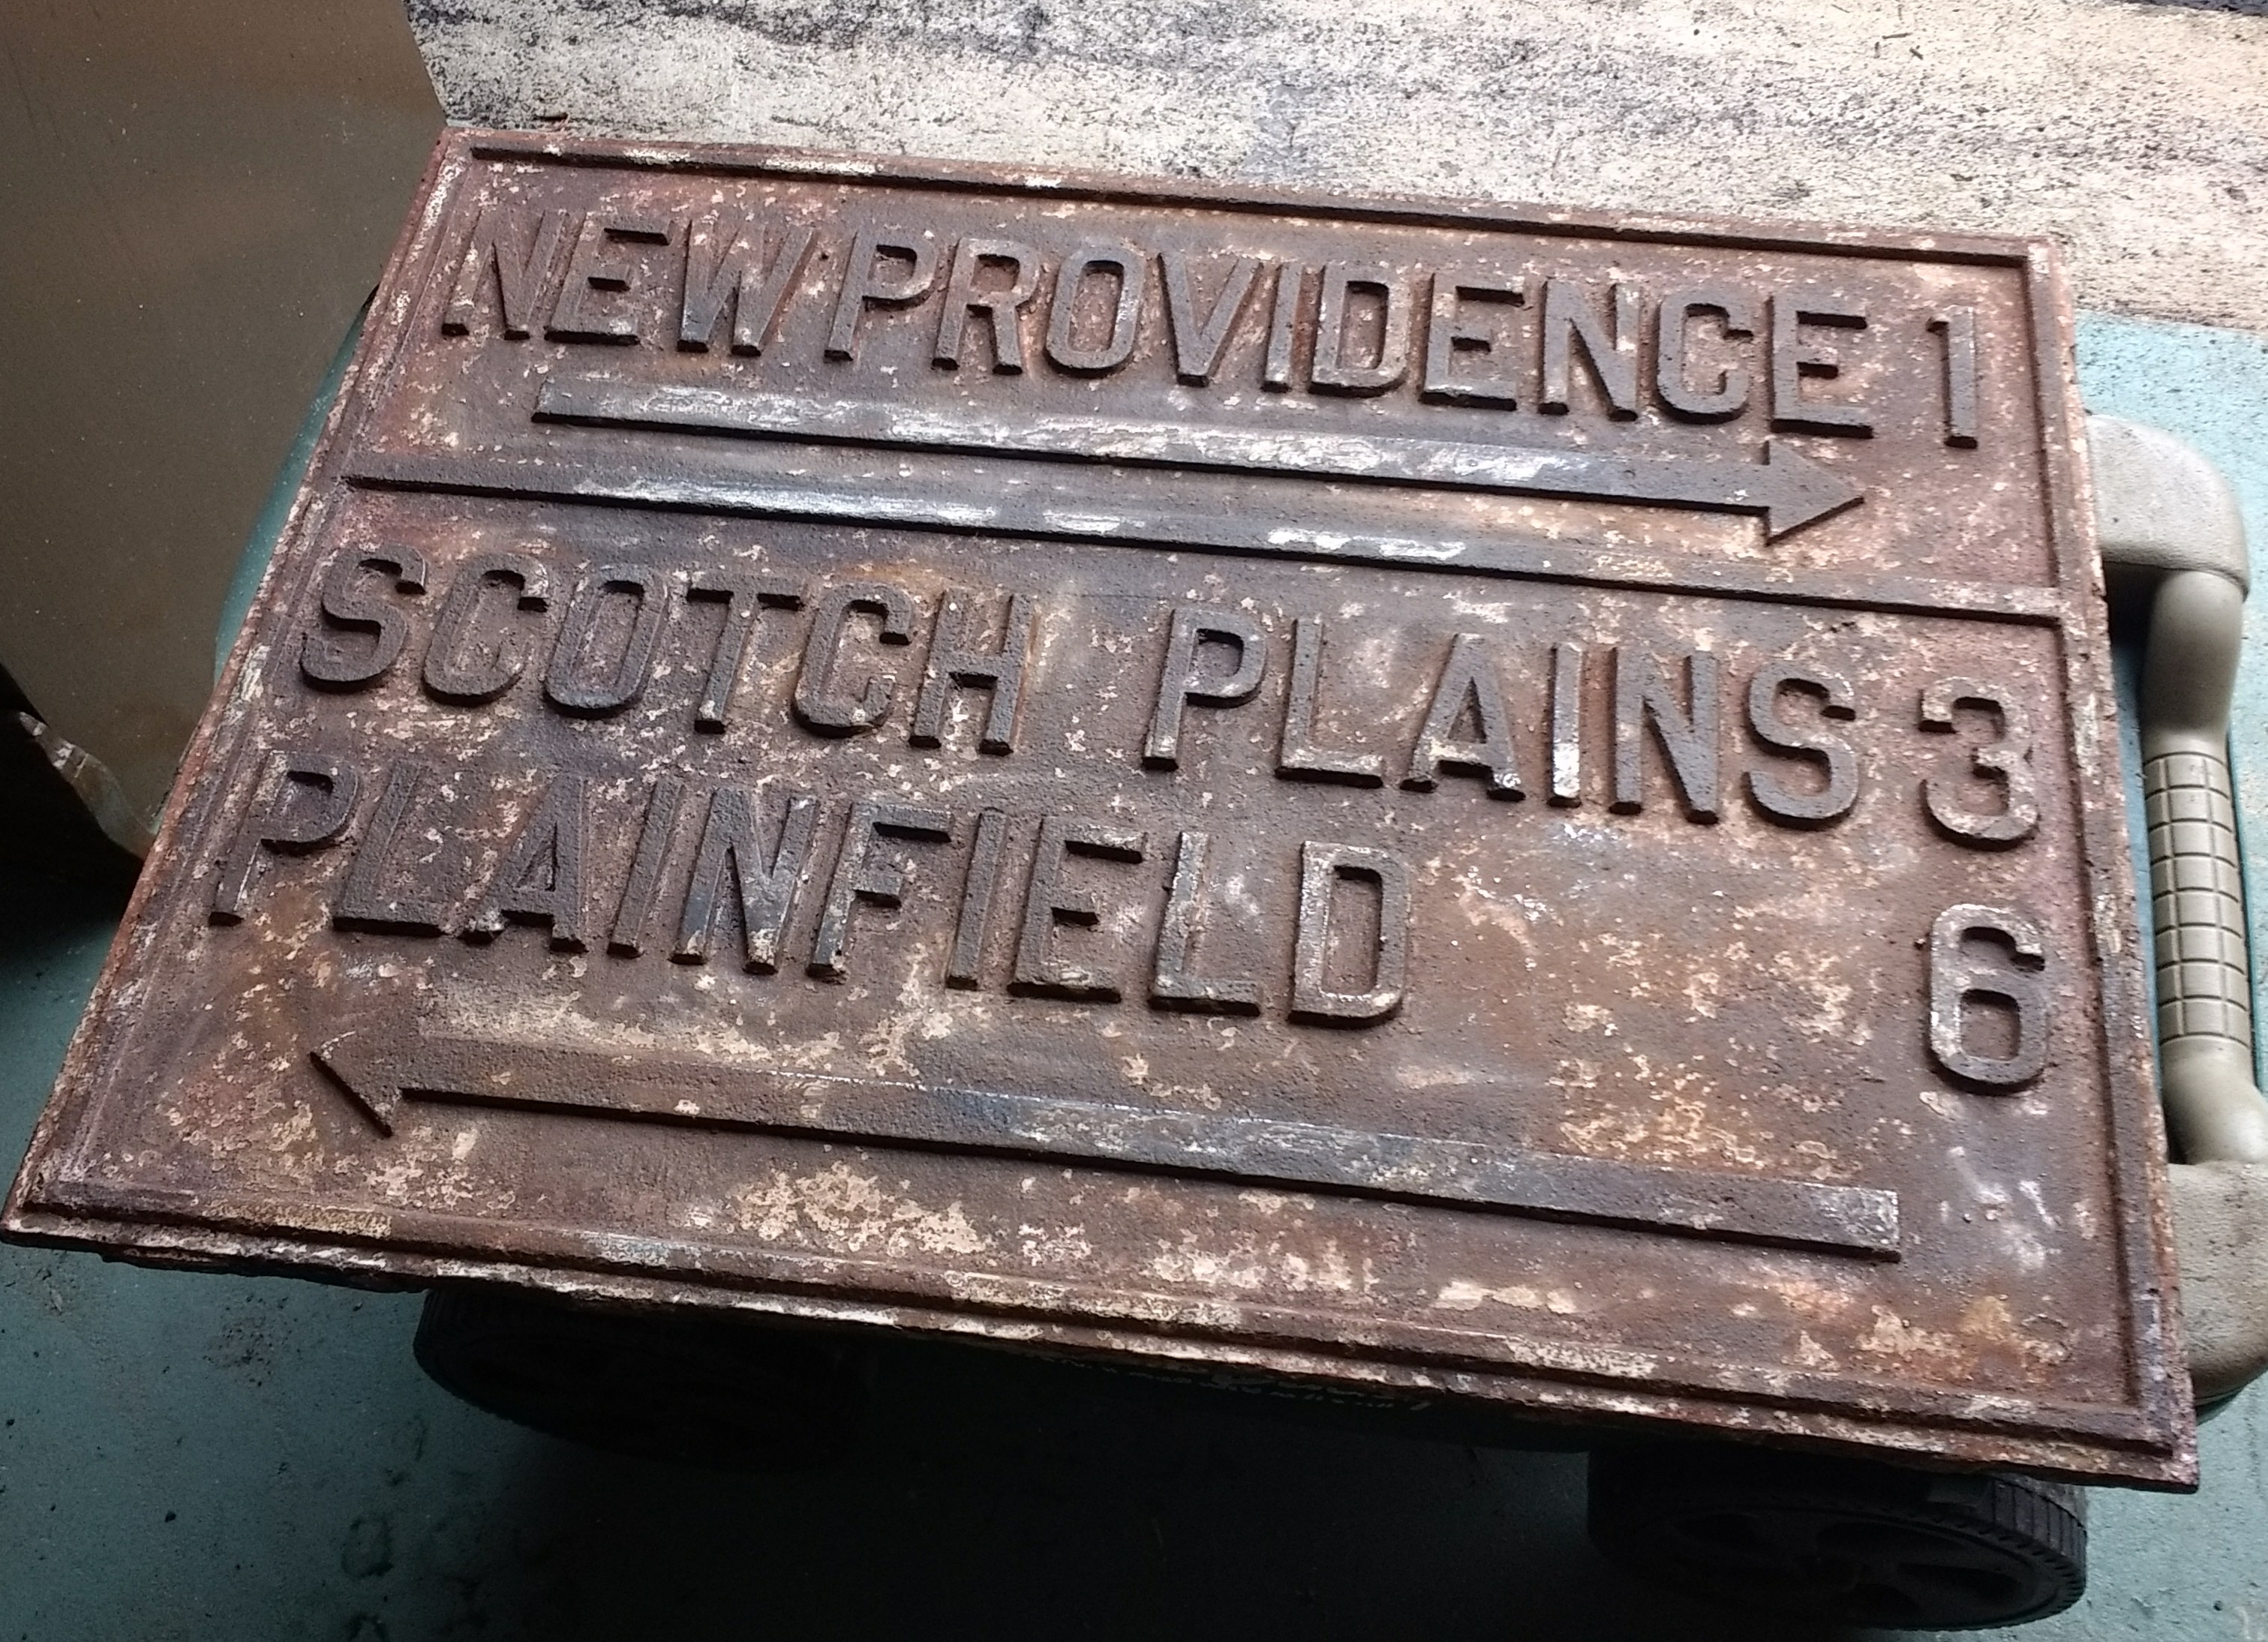 NEW PROVIDENCE 1
SCOTCH PLAINS 3
PLAINFIELD 6